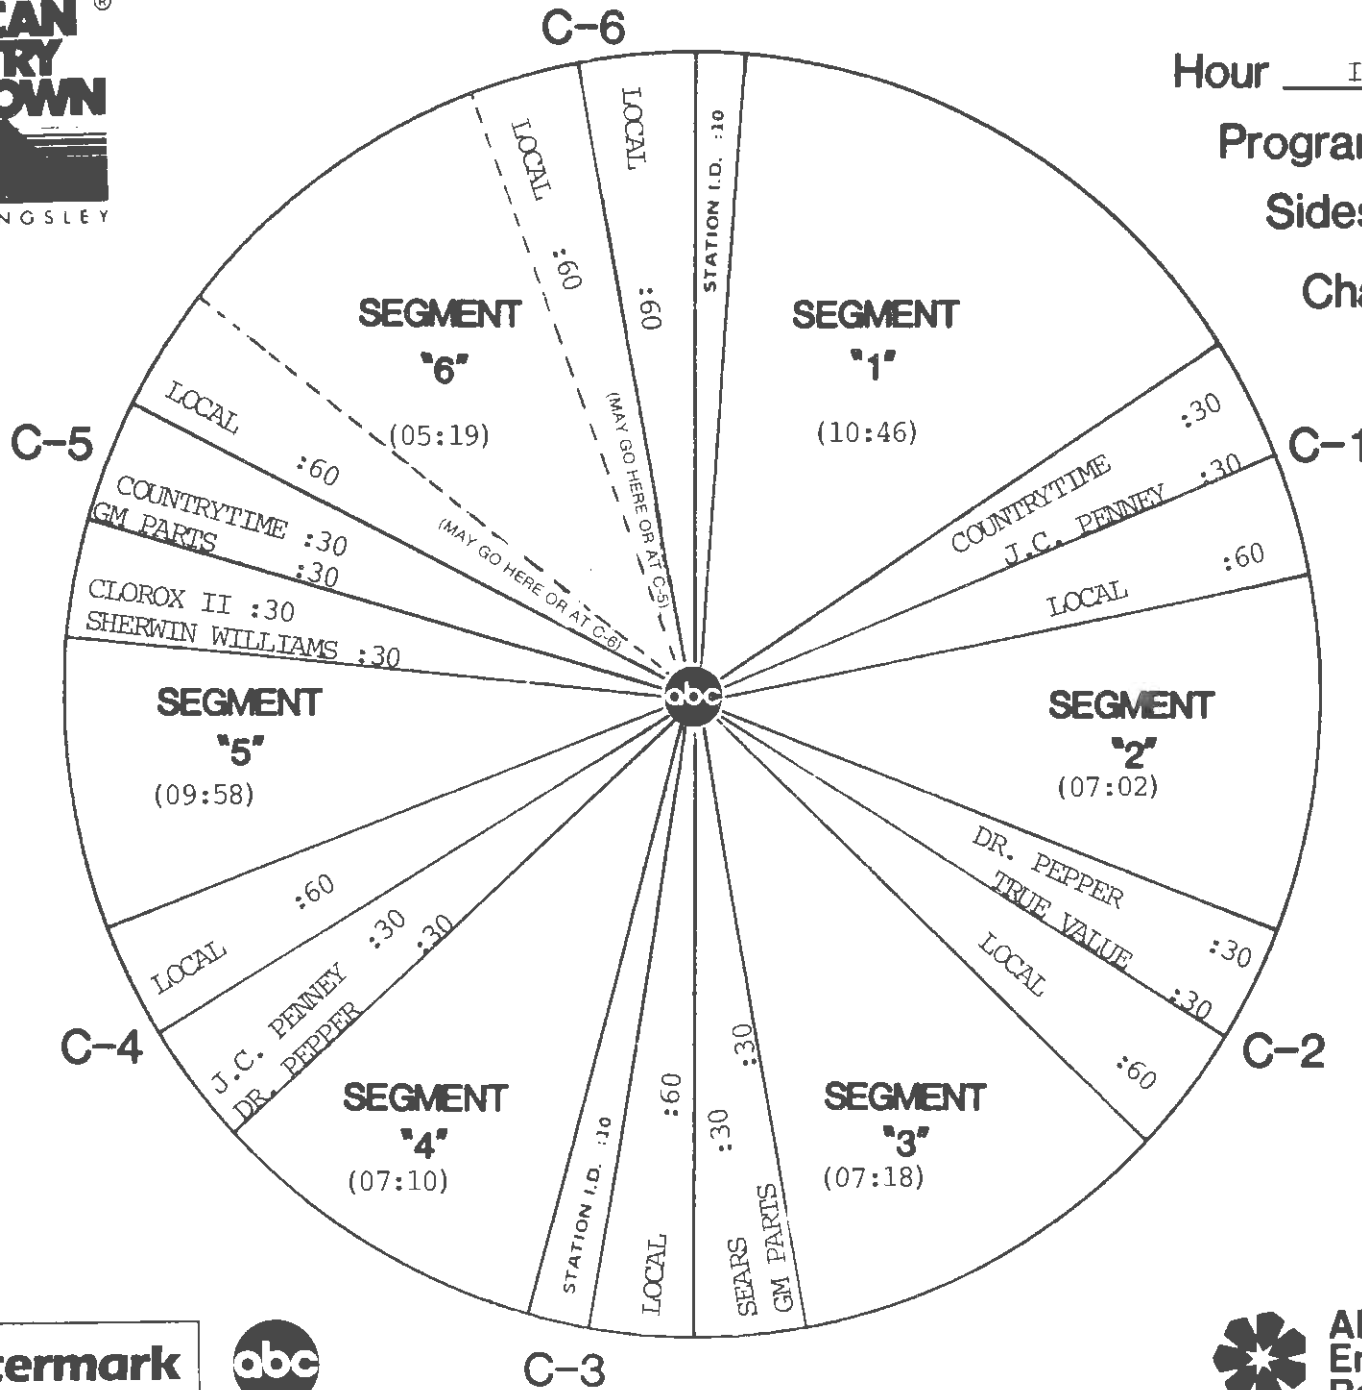 C-6
Hour
STATION I.D. :10
LOCAL :60
LOCAL :60
(MAY GO HERE OR AT C-5)
SEGMENT
"6"
(05:19)
SEGMENT
"1"
(10:46)
C-5
LOCAL :60
(MAY GO HERE OR AT C-6)
COUNTRYTIME :30
GM PARTS :30
CLOROX II :30
SHERWIN WILLIAMS :30
COUNTRYTIME :30
J.C. PENNEY :30
C-1
LOCAL :60
abc
SEGMENT
"5"
(09:58)
SEGMENT
"2"
(07:02)
DR. PEPPER :30
TRUE VALUE :30
LOCAL :60
C-2
LOCAL :60
J.C. PENNEY :30
DR. PEPPER :30
C-4
SEGMENT
"4"
(07:10)
SEGMENT
"3"
(07:18)
STATION I.D. :10
LOCAL :60
SEARS :30
GM PARTS :30
C-3
abc